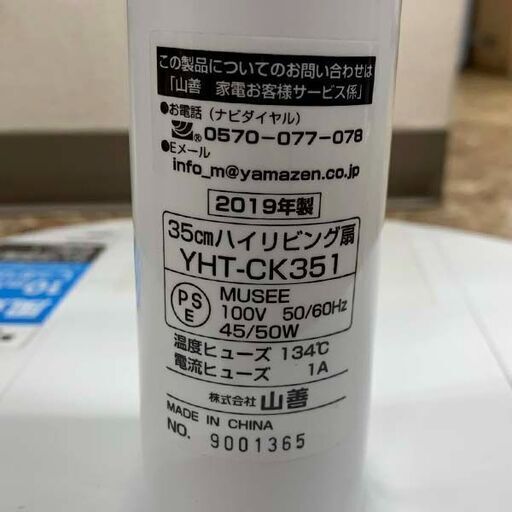 この製品についてのお問い合わせは
「山善 家電お客様サービス係」
●お電話（ナビダイヤル）
0570-077-078
●Eメール
info_m@yamazen.co.jp
2019年製
35cmハイリビング扇
YHT-CK351
PS
E
MUSEE
100V 50/60Hz
45/50W
温度ヒューズ 134℃
電流ヒューズ 1A
株式会社 山善
MADE IN CHINA
NO. 9001365